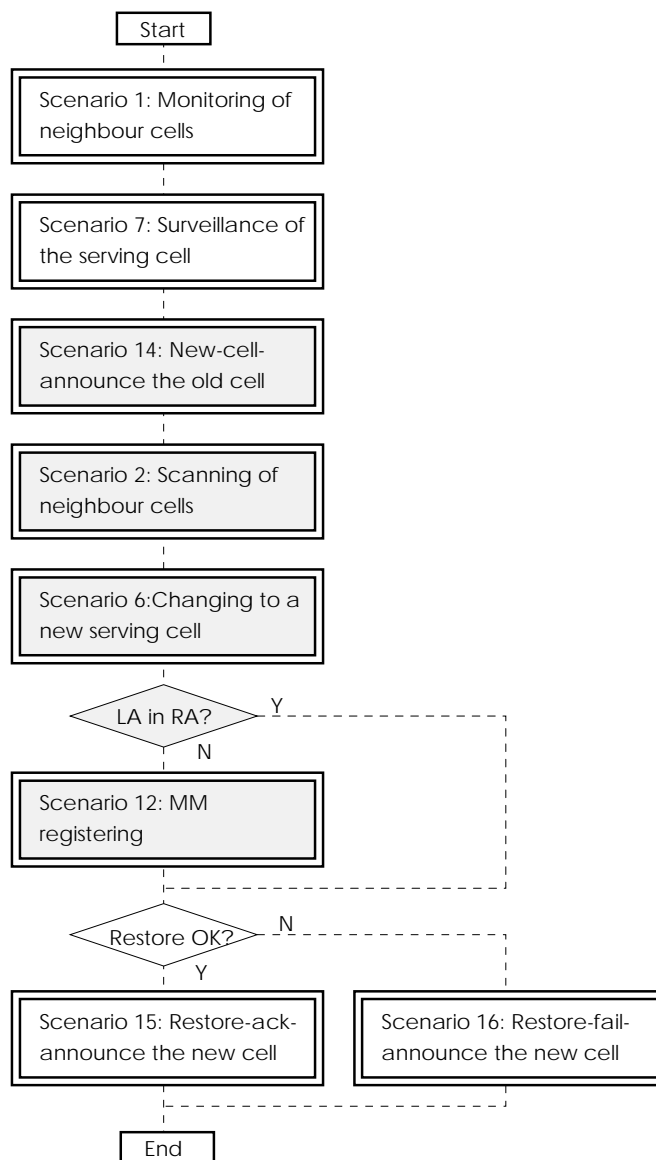 Start
Scenario 1: Monitoring of
neighbour cells
Scenario 7: Surveillance of
the serving cell
Scenario 14: New-cell-
announce the old cell
Scenario 2: Scanning of
neighbour cells
Scenario 6:Changing to a
new serving cell
LA in RA?
Y
N
Scenario 12: MM
registering
Restore OK?
N
Y
Scenario 15: Restore-ack-
announce the new cell
Scenario 16: Restore-fail-
announce the new cell
End